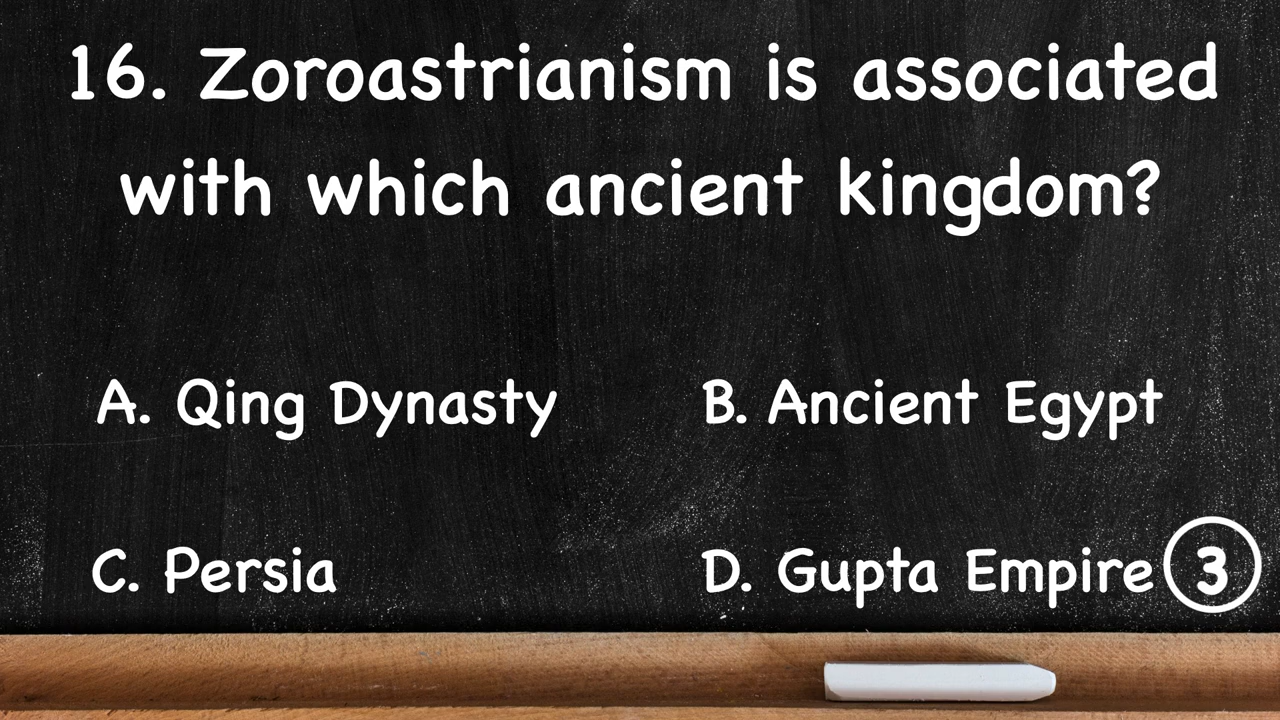 16. Zoroastrianism is associated
with which ancient kingdom?
A. Qing Dynasty
B. Ancient Egypt
C. Persia
D. Gupta Empire
3